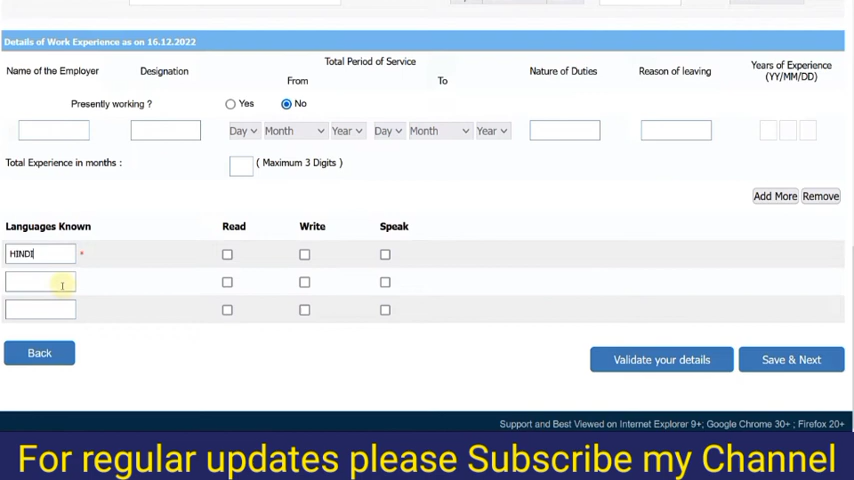 Details of Work Experience as on 16.12.2022
Name of the Employer Designation Total Period of Service From To Nature of Duties Reason of leaving Years of Experience (YY/MM/DD)
Presently working ? Yes No
Day Month Year Day Month Year
Total Experience in months : ( Maximum 3 Digits )
Add More Remove
Languages Known Read Write Speak
HINDI *
Back Validate your details Save & Next
Support and Best Viewed on Internet Explorer 9+; Google Chrome 30+ ; Firefox 20+
For regular updates please Subscribe my Channel